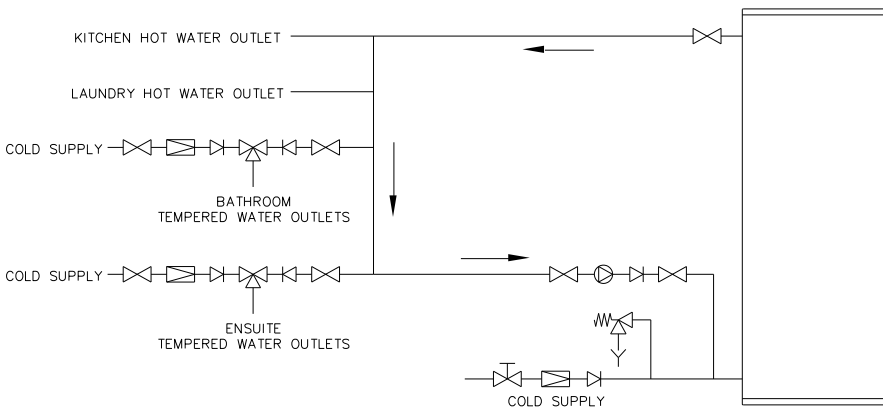 KITCHEN HOT WATER OUTLET
LAUNDRY HOT WATER OUTLET
COLD SUPPLY
BATHROOM
TEMPERED WATER OUTLETS
COLD SUPPLY
ENSUITE
TEMPERED WATER OUTLETS
COLD SUPPLY